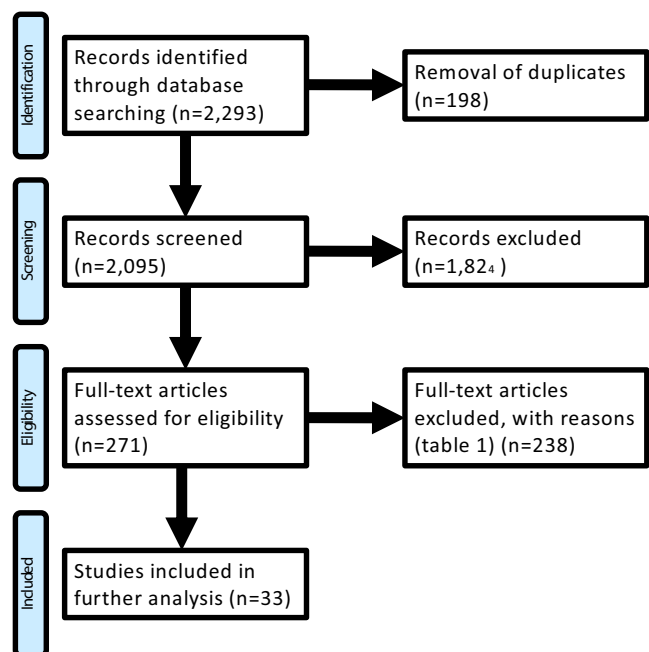 Identification
Records identified
through database
searching (n=2,293)
Removal of duplicates
(n=198)
Screening
Records screened
(n=2,095)
Records excluded
(n=1,824 )
Eligibility
Full-text articles
assessed for eligibility
(n=271)
Full-text articles
excluded, with reasons
(table 1) (n=238)
Included
Studies included in
further analysis (n=33)